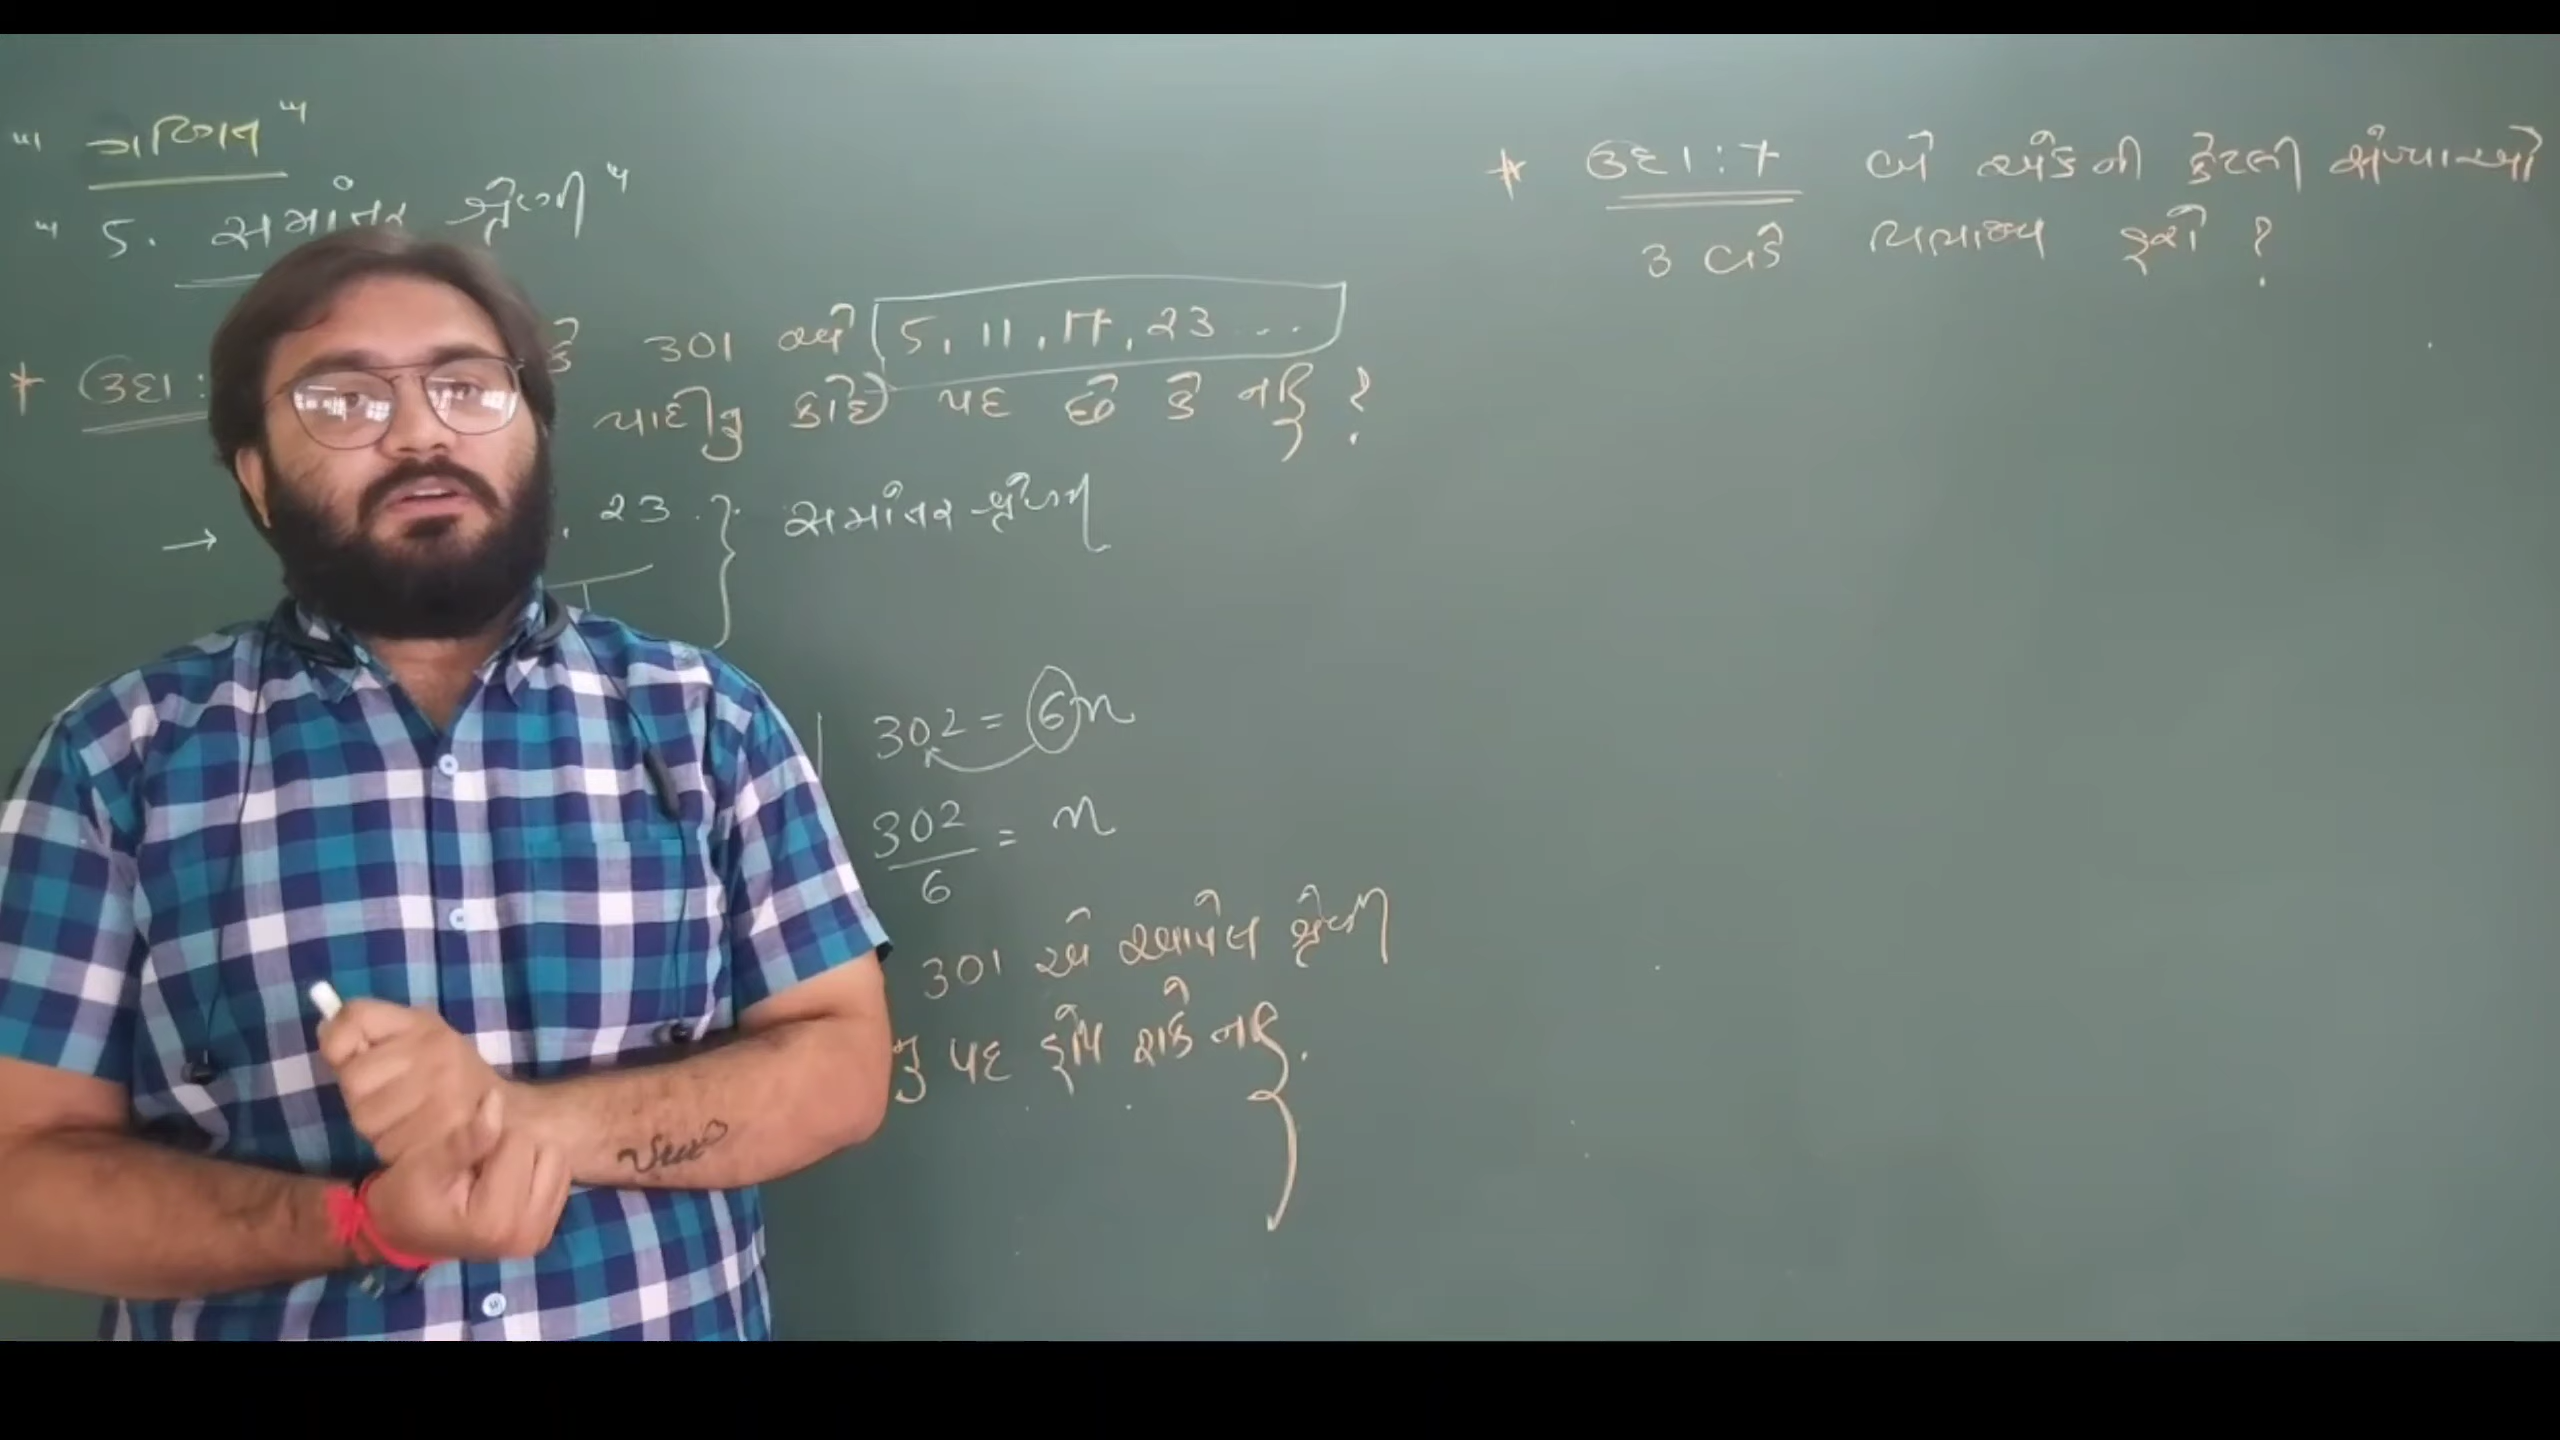 "ગણિત"
"5. સમાંતર શ્રેણી"
* ઉદા :
કે 301 એ 5, 11, 17, 23 ...
યાદીનું કોઈ પદ છે કે નહિ ?
→ , 23 . } સમાંતર શ્રેણી
302 = 6n
302/6 = n
301 એ આપેલ શ્રેણી
નું પદ હોય શકે નહિ.
* ઉદા : 7 બે અંકની કેટલી સંખ્યાઓ
3 વડે વિભાજ્ય હશે ?